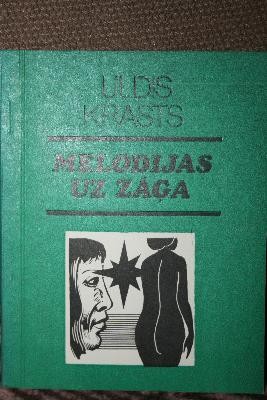 ULDIS
KRASTS
MELODIJAS
UZ ZĀĢA